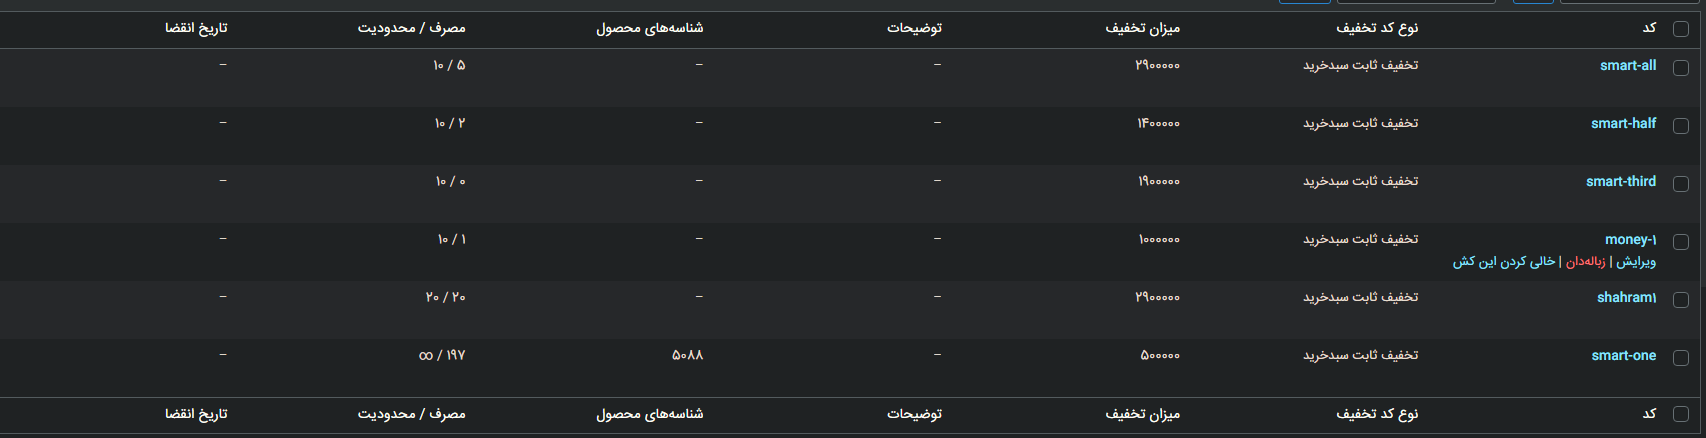 کد نوع کد تخفیف میزان تخفیف توضیحات شناسه‌های محصول مصرف / محدودیت تاریخ انقضا
smart-all تخفیف ثابت سبدخرید ۲۹۰۰۰۰۰ – – ۵ / ۱۰ –
smart-half تخفیف ثابت سبدخرید ۱۴۰۰۰۰۰ – – ۲ / ۱۰ –
smart-third تخفیف ثابت سبدخرید ۱۹۰۰۰۰۰ – – ۰ / ۱۰ –
money-۱ تخفیف ثابت سبدخرید ۱۰۰۰۰۰۰ – – ۱ / ۱۰ –
ویرایش | زباله‌دان | خالی کردن این کش
shahram۱ تخفیف ثابت سبدخرید ۲۹۰۰۰۰۰ – – ۲۰ / ۲۰ –
smart-one تخفیف ثابت سبدخرید ۵۰۰۰۰۰ – ۵۰۸۸ ۱۹۷ / ∞ –
کد نوع کد تخفیف میزان تخفیف توضیحات شناسه‌های محصول مصرف / محدودیت تاریخ انقضا